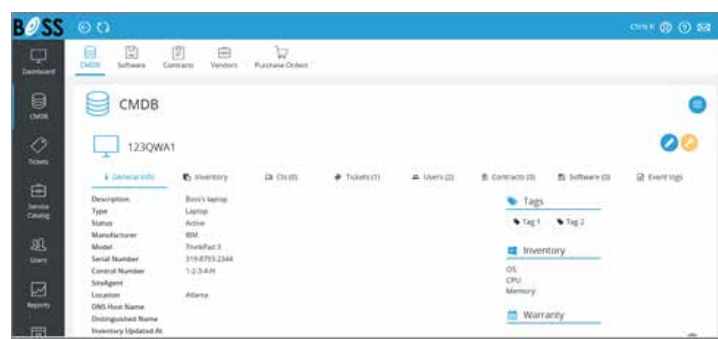 BOSS
Chris K
CMDB Software Contracts Vendors Purchase Orders
Dashboard
CMDB
Tickets
Service Catalog
Users
Reports
CMDB
123QWA1
General Info Inventory CIs (0) Tickets (1) Users (2) Contracts (0) Software (0) Event logs
Description Boss's laptop
Type Laptop
Status Active
Manufacturer IBM
Model ThinkPad 3
Serial Number 319-8793-2344
Control Number 1-2-3-4-H
SiteAgent
Location Atlanta
DNS Host Name
Distinguished Name
Inventory Updated At
Tags
Tag 1 Tag 2
Inventory
OS
CPU
Memory
Warranty